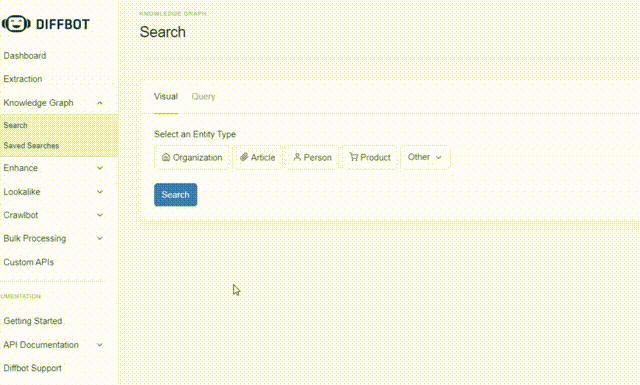 DIFFBOT
Dashboard
Extraction
Knowledge Graph
Search
Saved Searches
Enhance
Lookalike
Crawlbot
Bulk Processing
Custom APIs
UMENTATION
Getting Started
API Documentation
Diffbot Support
KNOWLEDGE GRAPH
Search
Visual Query
Select an Entity Type
Organization Article Person Product Other
Search